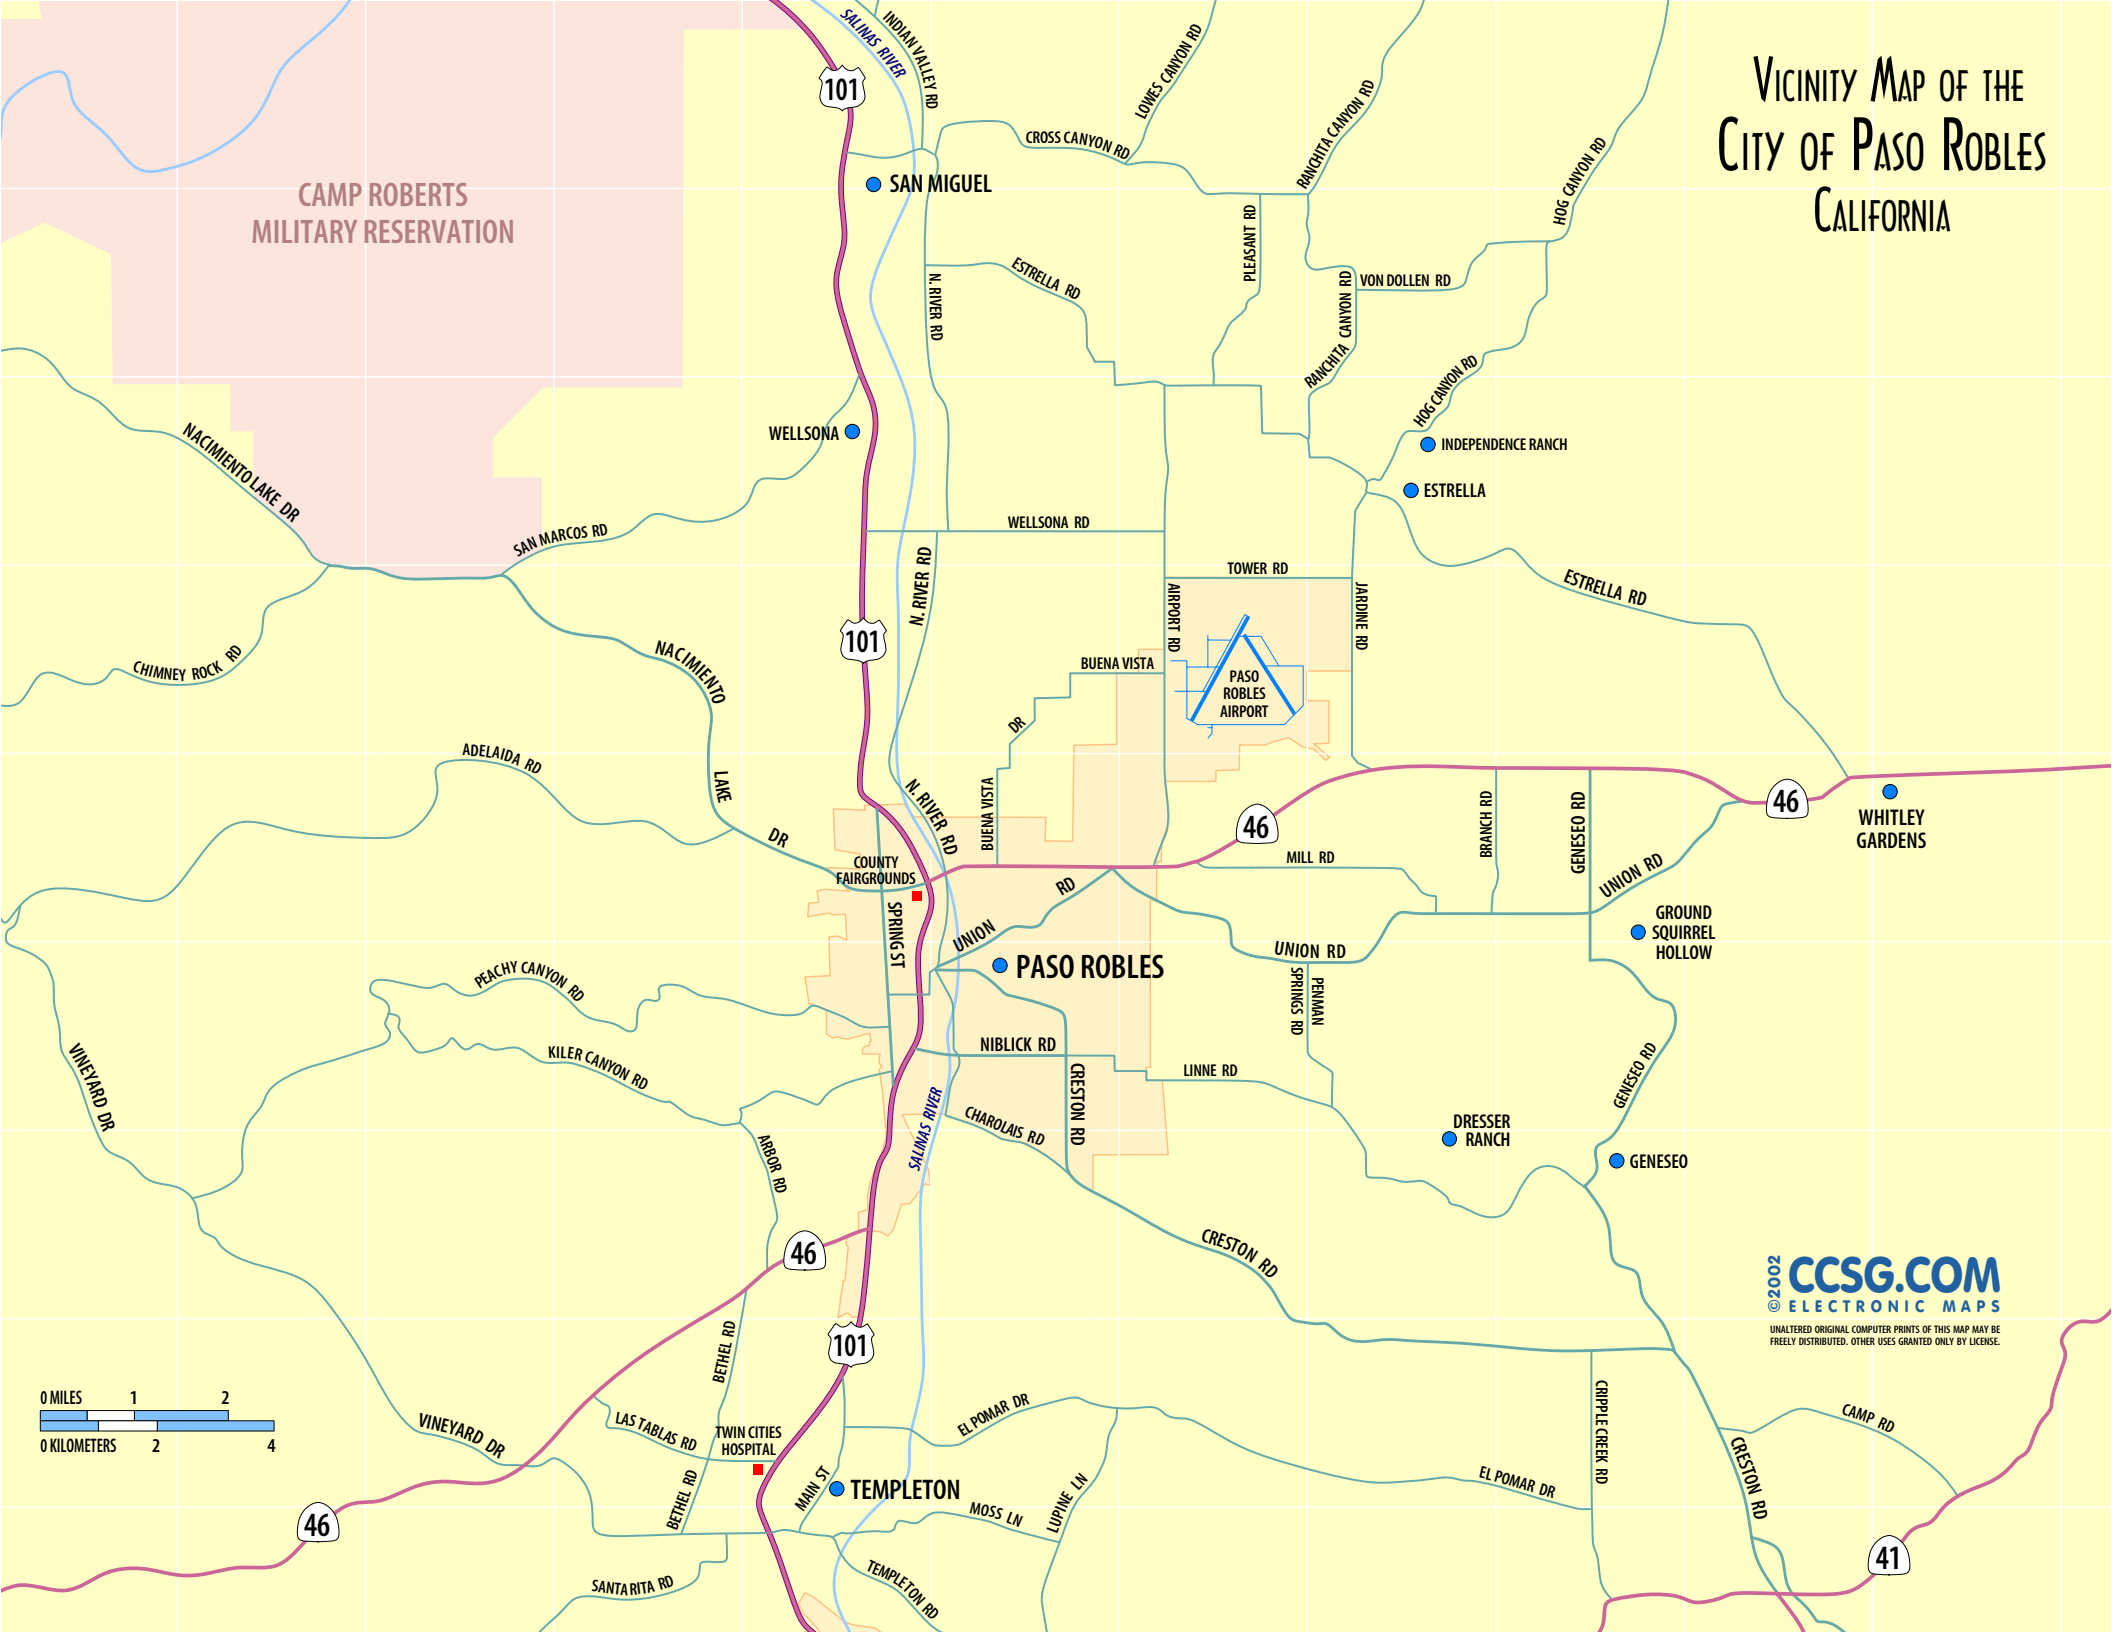 VICINITY MAP OF THE
CITY OF PASO ROBLES
CALIFORNIA
SALINAS RIVER
INDIAN VALLEY RD
LOWES CANYON RD
101
CROSS CANYON RD
RANCHITA CANYON RD
HOG CANYON RD
CAMP ROBERTS
MILITARY RESERVATION
SAN MIGUEL
PLEASANT RD
ESTRELLA RD
N. RIVER RD
RANCHITA CANYON RD
VON DOLLEN RD
HOG CANYON RD
WELLSONA
INDEPENDENCE RANCH
ESTRELLA
NACIMIENTO LAKE DR
SAN MARCOS RD
WELLSONA RD
N. RIVER RD
TOWER RD
AIRPORT RD
JARDINE RD
ESTRELLA RD
101
CHIMNEY ROCK RD
NACIMIENTO
LAKE
DR
BUENA VISTA
DR
BUENA VISTA
PASO
ROBLES
AIRPORT
ADELAIDA RD
N. RIVER RD
46
46
BRANCH RD
GENESEO RD
WHITLEY
GARDENS
COUNTY
FAIRGROUNDS
MILL RD
UNION RD
SPRING ST
UNION
RD
UNION RD
GROUND
SQUIRREL
HOLLOW
PASO ROBLES
PEACHY CANYON RD
PENMAN
SPRINGS RD
VINEYARD DR
KILER CANYON RD
NIBLICK RD
CRESTON RD
LINNE RD
GENESEO RD
SALINAS RIVER
CHAROLAIS RD
DRESSER
RANCH
GENESEO
ARBOR RD
46
CRESTON RD
©2002
CCSG.COM
ELECTRONIC MAPS
UNALTERED ORIGINAL COMPUTER PRINTS OF THIS MAP MAY BE
FREELY DISTRIBUTED. OTHER USES GRANTED ONLY BY LICENSE.
101
BETHEL RD
0 MILES 1 2
0 KILOMETERS 2 4
VINEYARD DR
LAS TABLAS RD
TWIN CITIES
HOSPITAL
EL POMAR DR
CRIPPLE CREEK RD
CAMP RD
CRESTON RD
BETHEL RD
MAIN ST
TEMPLETON
LUPINE LN
EL POMAR DR
MOSS LN
46
41
SANTA RITA RD
TEMPLETON RD